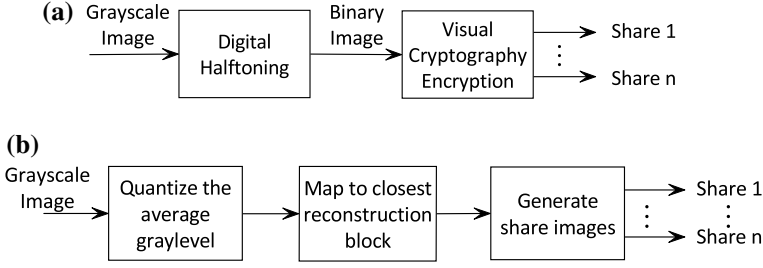 (a)
Grayscale
Image
Digital
Halftoning
Binary
Image
Visual
Cryptography
Encryption
Share 1
Share n
(b)
Grayscale
Image
Quantize the
average
graylevel
Map to closest
reconstruction
block
Generate
share images
Share 1
Share n